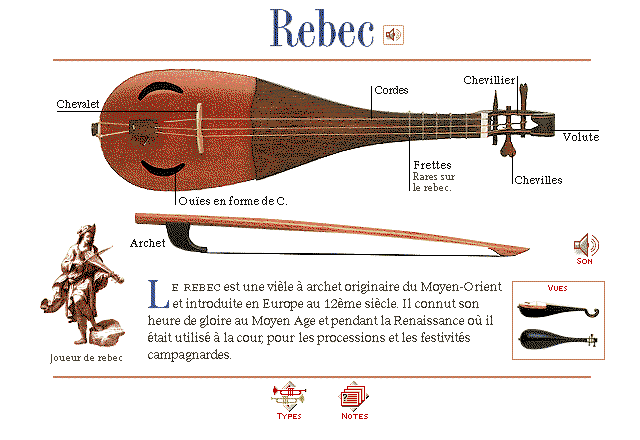 Rebec
Chevillier
Cordes
Chevalet
Volute
Frettes
Rares sur
le rebec.
Chevilles
Ouïes en forme de C.
Archet
Son
Le rebec est une vièle à archet originaire du Moyen-Orient
et introduite en Europe au 12ème siècle. Il connut son
heure de gloire au Moyen Age et pendant la Renaissance où il
était utilisé à la cour, pour les processions et les festivités
campagnardes.
Vues
Joueur de rebec
Types
Notes